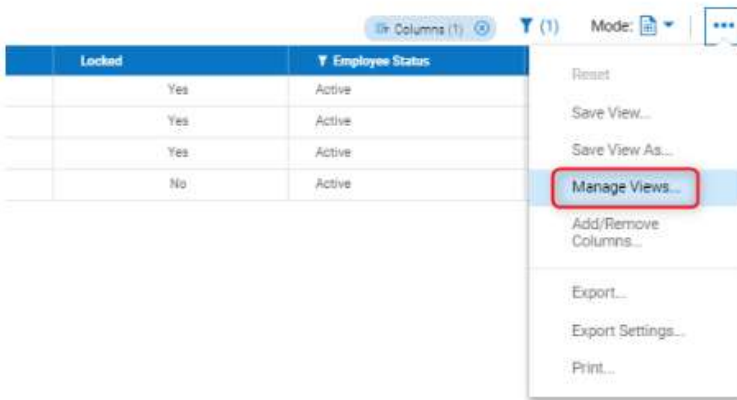 Columns (1)
(1)
Mode:
Locked
Employee Status
Yes
Active
Yes
Active
Yes
Active
No
Active
Reset
Save View...
Save View As...
Manage Views...
Add/Remove
Columns...
Export...
Export Settings...
Print...